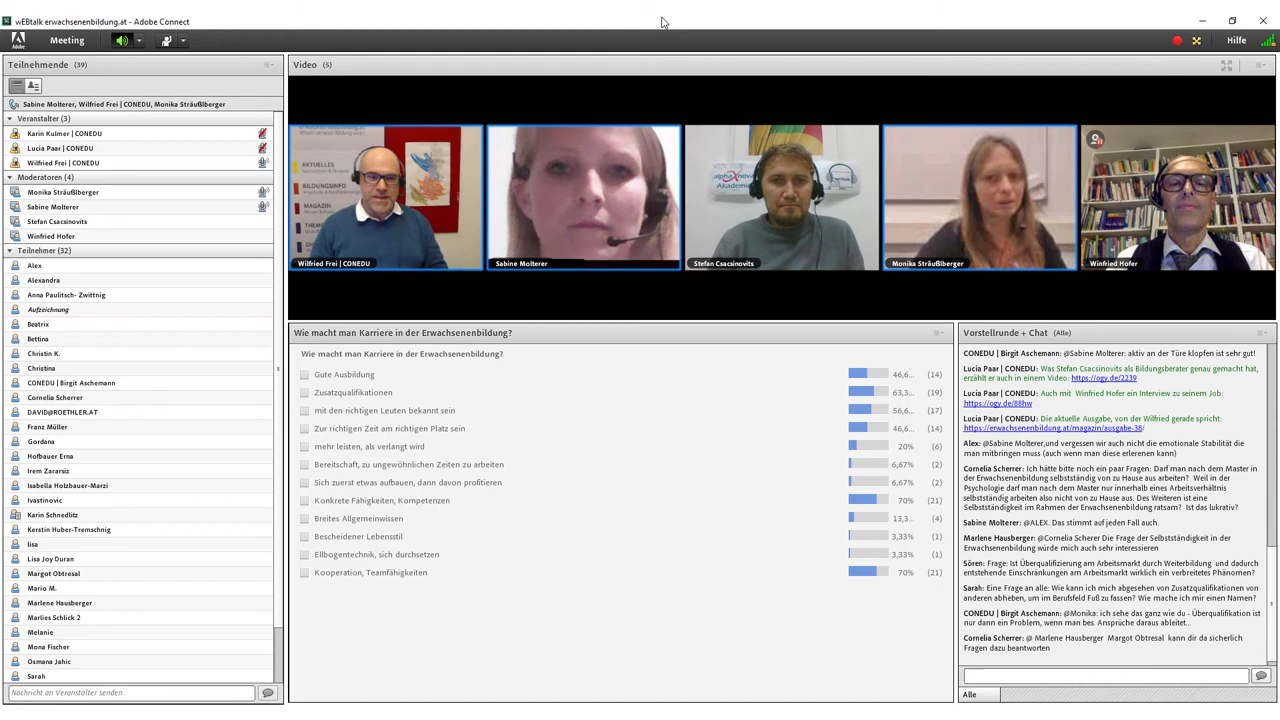 wEBtalk erwachsenenbildung.at - Adobe Connect
Adobe
Meeting
Hilfe
Teilnehmende (39)
Sabine Molterer, Wilfried Frei | CONEDU, Monika Sträußlberger
Veranstalter (3)
Karin Kulmer | CONEDU
Lucia Paar | CONEDU
Wilfried Frei | CONEDU
Moderatoren (4)
Monika Sträußlberger
Sabine Molterer
Stefan Csacsinovits
Winfried Hofer
Teilnehmer (32)
Alex
Alexandra
Anna Paulitsch- Zwittnig
Aufzeichnung
Beatrix
Bettina
Christin K.
Christina
CONEDU | Birgit Aschemann
Cornelia Scherrer
DAVID@ROETHLER.AT
Franz Müller
Gordana
Hofbauer Erna
Irem Zararsiz
Isabella Holzbauer-Marzi
Ivastinovic
Karin Schnedlitz
Kerstin Huber-Tremschnig
lisa
Lisa Joy Duran
Margot Obtresal
Mario M.
Marlene Hausberger
Marlies Schlick 2
Melanie
Mona Fischer
Osmana Jahic
Sarah
Nachricht an Veranstalter senden
Video (5)
AKTUELLES
BILDUNGSINFO
MAGAZIN
Wilfried Frei | CONEDU
Sabine Molterer
alpha nova
Akademie
Stefan Csacsinovits
Monika Sträußlberger
Winfried Hofer
Wie macht man Karriere in der Erwachsenenbildung?
Wie macht man Karriere in der Erwachsenenbildung?
Gute Ausbildung 46,6... (14)
Zusatzqualifikationen 63,3... (19)
mit den richtigen Leuten bekannt sein 56,6... (17)
Zur richtigen Zeit am richtigen Platz sein 46,6... (14)
mehr leisten, als verlangt wird 20% (6)
Bereitschaft, zu ungewöhnlichen Zeiten zu arbeiten 6,67% (2)
Sich zuerst etwas aufbauen, dann davon profitieren 6,67% (2)
Konkrete Fähigkeiten, Kompetenzen 70% (21)
Breites Allgemeinwissen 13,3... (4)
Bescheidener Lebensstil 3,33% (1)
Ellbogentechnik, sich durchsetzen 3,33% (1)
Kooperation, Teamfähigkeiten 70% (21)
Vorstellrunde + Chat (Alle)
CONEDU | Birgit Aschemann: @Sabine Molterer: aktiv an der Türe klopfen ist sehr gut!
Lucia Paar | CONEDU: Was Stefan Csacsinovits als Bildungsberater genau gemacht hat,
erzählt er auch in einem Video: https://ogy.de/2239
Lucia Paar | CONEDU: Auch mit  Winfried Hofer ein Interview zu seinem Job:
https://ogy.de/88hw
Lucia Paar | CONEDU: Die aktuelle Ausgabe, von der Wilfried gerade spricht:
https://erwachsenenbildung.at/magazin/ausgabe-38/
Alex: @Sabine Molterer,und vergessen wir auch nicht die emotionale Stabilität die
man mitbringen muss (auch wenn man diese erlerenen kann)
Cornelia Scherrer: Ich hätte bitte noch ein paar Fragen: Darf man nach dem Master in
der Erwachsenenbildung selbständig von zu Hause aus arbeiten?  Weil in der
Psychologie darf man nach dem Master nur innerhalb eines Arbeitsverhältnis
selbstständig arbeiten also nicht von zu Hause aus. Des Weiteren ist eine
Selbständigkeit im Rahmen der Erwachsenenbildung ratsam?  Ist das lukrativ?
Sabine Molterer: @ALEX. Das stimmt auf jeden Fall auch.
Marlene Hausberger: @Cornelia Scherer Die Frage der Selbständigkeit in der
Erwachsenenbildung würde mich auch sehr interessieren
Sören: Frage: Ist Überqualifizierung am Arbeitsmarkt durch Weiterbildung  und dadurch
entstehende Einschränkungen am Arbeitsmarkt wirklich ein verbreitetes Phänomen?
Sarah: Eine Frage an alle: Wie kann ich mich abgesehen von Zusatzqualifikationen von
anderen abheben, um im Berufsfeld Fuß zu fassen? Wie mache ich mir einen Namen?
CONEDU | Birgit Aschemann: @Monika: ich sehe das ganz wie du - Überqualifikation ist
nur dann ein Problem, wenn man bes. Ansprüche daraus ableitet...
Cornelia Scherrer: @ Marlene Hausberger  Margot Obtresal  kann dir da sicherlich
Fragen dazu beantworten
Alle